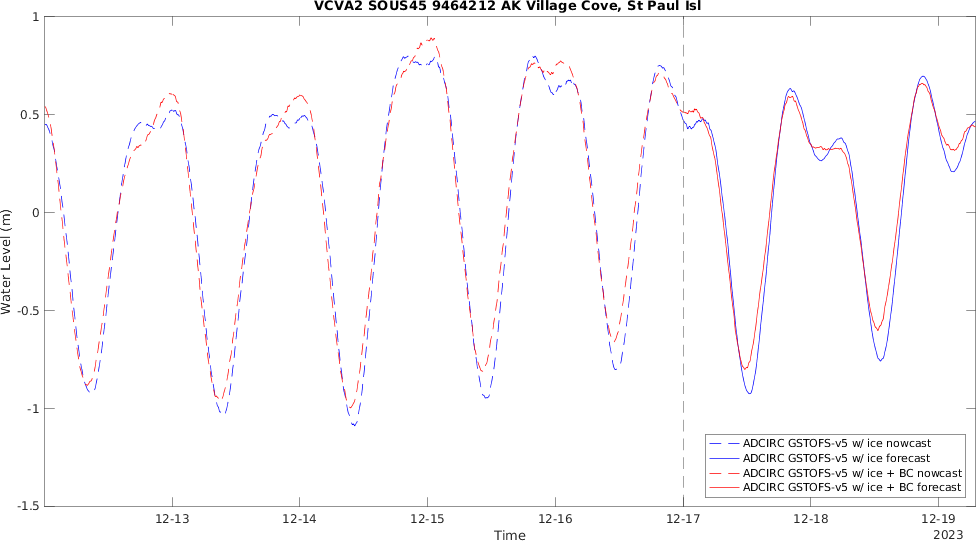 VCVA2 SOUS45 9464212 AK Village Cove, St Paul Isl
1
0.5
0
-0.5
-1
-1.5
Water Level (m)
12-13
12-14
12-15
12-16
12-17
12-18
12-19
Time
2023
ADCIRC GSTOFS-v5 w/ ice nowcast
ADCIRC GSTOFS-v5 w/ ice forecast
ADCIRC GSTOFS-v5 w/ ice + BC nowcast
ADCIRC GSTOFS-v5 w/ ice + BC forecast